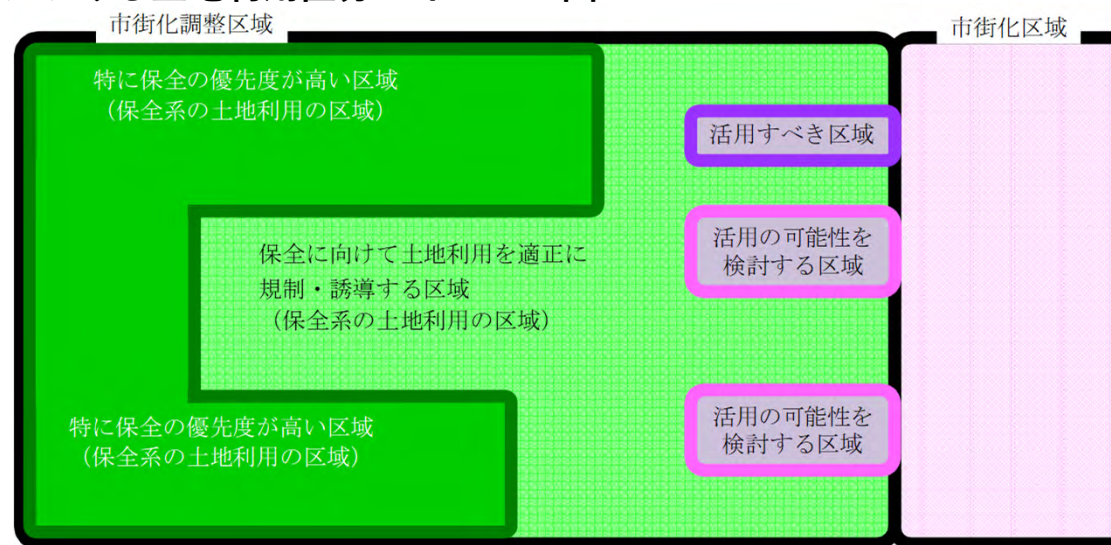 市街化調整区域
市街化区域
特に保全の優先度が高い区域
（保全系の土地利用の区域）
活用すべき区域
保全に向けて土地利用を適正に
規制・誘導する区域
（保全系の土地利用の区域）
活用の可能性を
検討する区域
特に保全の優先度が高い区域
（保全系の土地利用の区域）
活用の可能性を
検討する区域